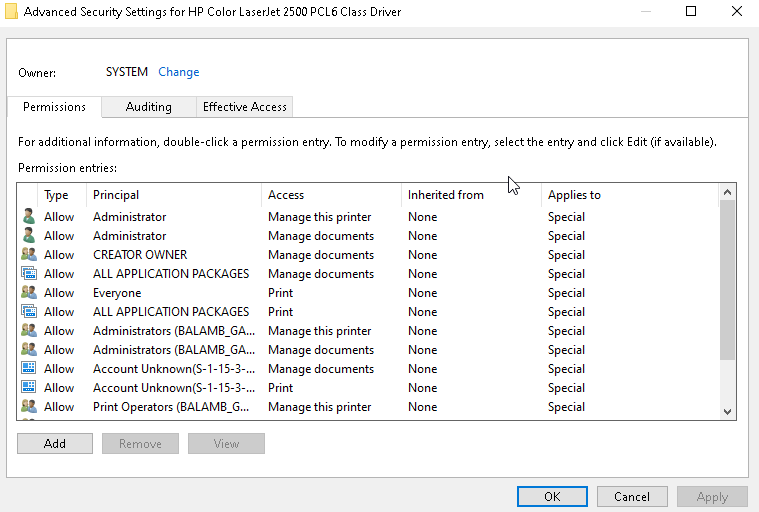 Advanced Security Settings for HP Color LaserJet 2500 PCL6 Class Driver
Owner: SYSTEM Change
Permissions Auditing Effective Access
For additional information, double-click a permission entry. To modify a permission entry, select the entry and click Edit (if available).
Permission entries:
Type Principal Access Inherited from Applies to
Allow Administrator Manage this printer None Special
Allow Administrator Manage documents None Special
Allow CREATOR OWNER Manage documents None Special
Allow ALL APPLICATION PACKAGES Manage documents None Special
Allow Everyone Print None Special
Allow ALL APPLICATION PACKAGES Print None Special
Allow Administrators (BALAMB_GA... Manage this printer None Special
Allow Administrators (BALAMB_GA... Manage documents None Special
Allow Account Unknown(S-1-15-3-... Manage documents None Special
Allow Account Unknown(S-1-15-3-... Print None Special
Allow Print Operators (BALAMB_G... Manage this printer None Special
Add Remove View
OK Cancel Apply